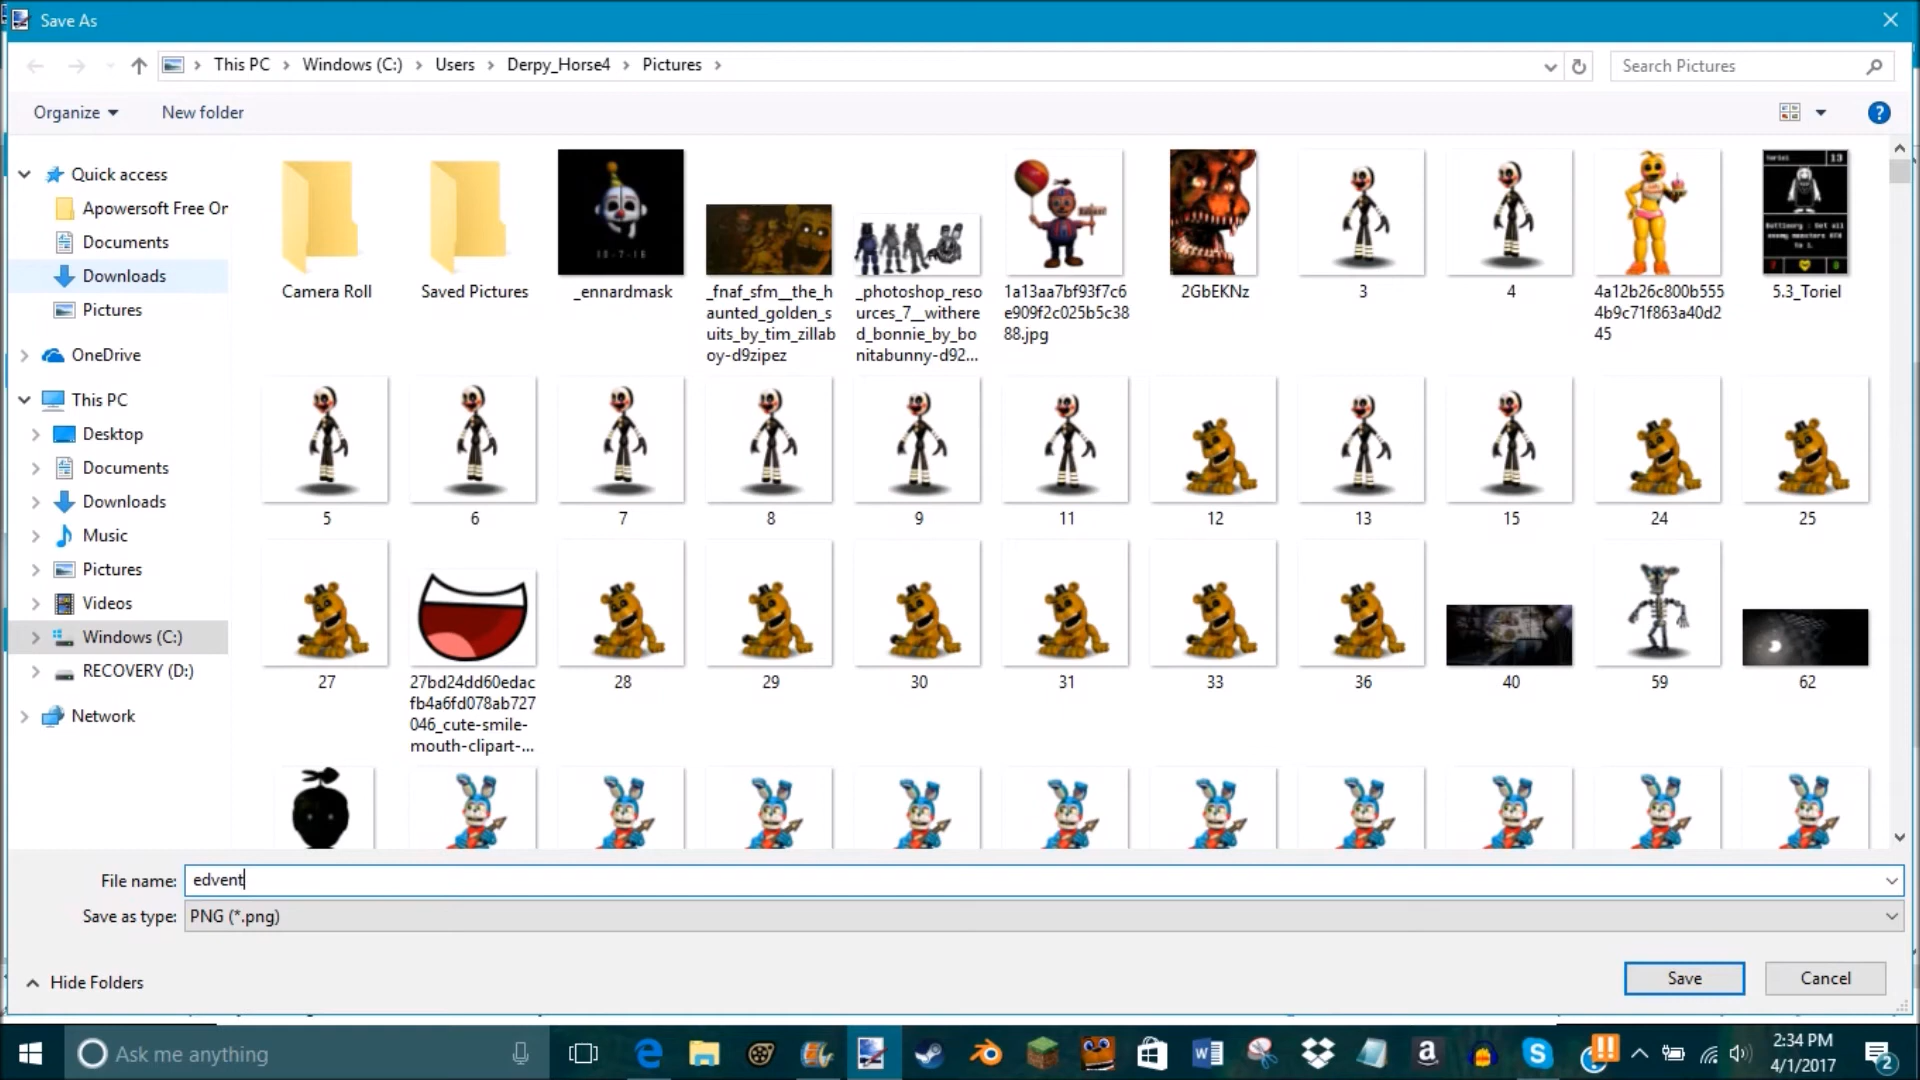 Save As
This PC > Windows (C:) > Users > Derpy_Horse4 > Pictures >
Search Pictures
Organize
New folder
Quick access
Apowersoft Free Or
Documents
Downloads
Pictures
OneDrive
This PC
Desktop
Documents
Downloads
Music
Pictures
Videos
Windows (C:)
RECOVERY (D:)
Network
Camera Roll
Saved Pictures
_ennardmask
_fnaf_sfm__the_h
aunted_golden_s
uits_by_tim_zillab
oy-d9zipez
_photoshop_reso
urces_7__withere
d_bonnie_by_bo
nitabunny-d92...
1a13aa7bf93f7c6
e909f2c025b5c38
88.jpg
2GbEKNz
3
4
4a12b26c800b555
4b9c71f863a40d2
45
5.3_Toriel
5
6
7
8
9
11
12
13
15
24
25
27
27bd24dd60edac
fb4a6fd078ab727
046_cute-smile-
mouth-clipart-...
28
29
30
31
33
36
40
59
62
File name: edvent
Save as type: PNG (*.png)
Hide Folders
Save
Cancel
Ask me anything
2:34 PM
4/1/2017
2